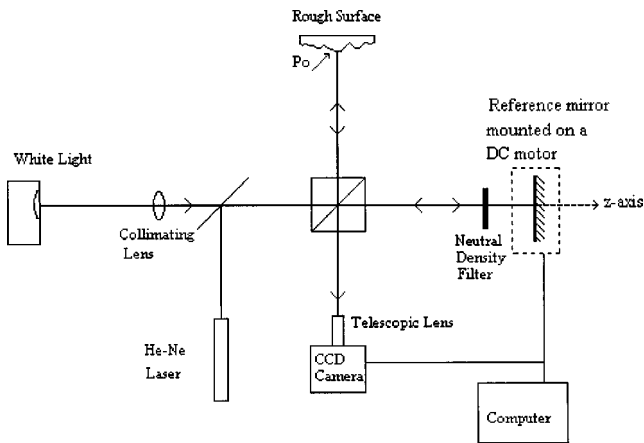 Rough Surface
Po
Reference mirror
mounted on a
DC motor
White Light
z-axis
Collimating
Lens
Neutral
Density
Filter
Telescopic Lens
He-Ne
Laser
CCD
Camera
Computer